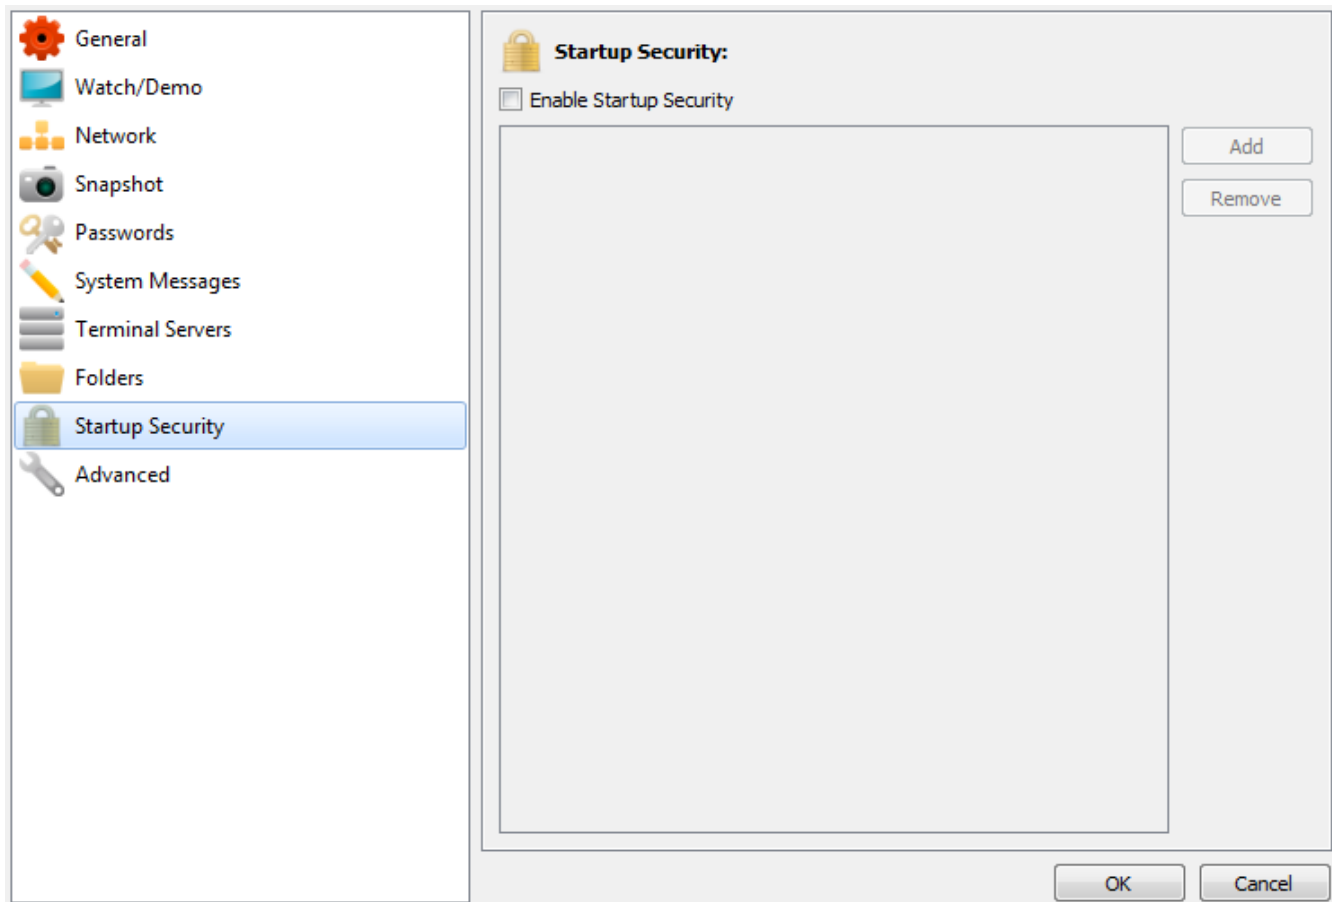 General
Watch/Demo
Network
Snapshot
Passwords
System Messages
Terminal Servers
Folders
Startup Security
Advanced
Startup Security:
Enable Startup Security
Add
Remove
OK
Cancel